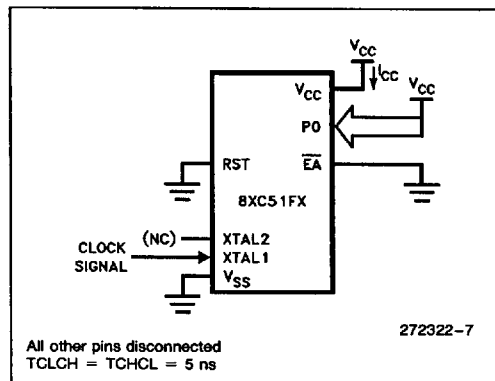 VCC
ICC
VCC
VCC
P0
RST
EA
8XC51FX
(NC)
XTAL2
CLOCK
SIGNAL
XTAL1
VSS
272322-7
All other pins disconnected
TCLCH = TCHCL = 5 ns